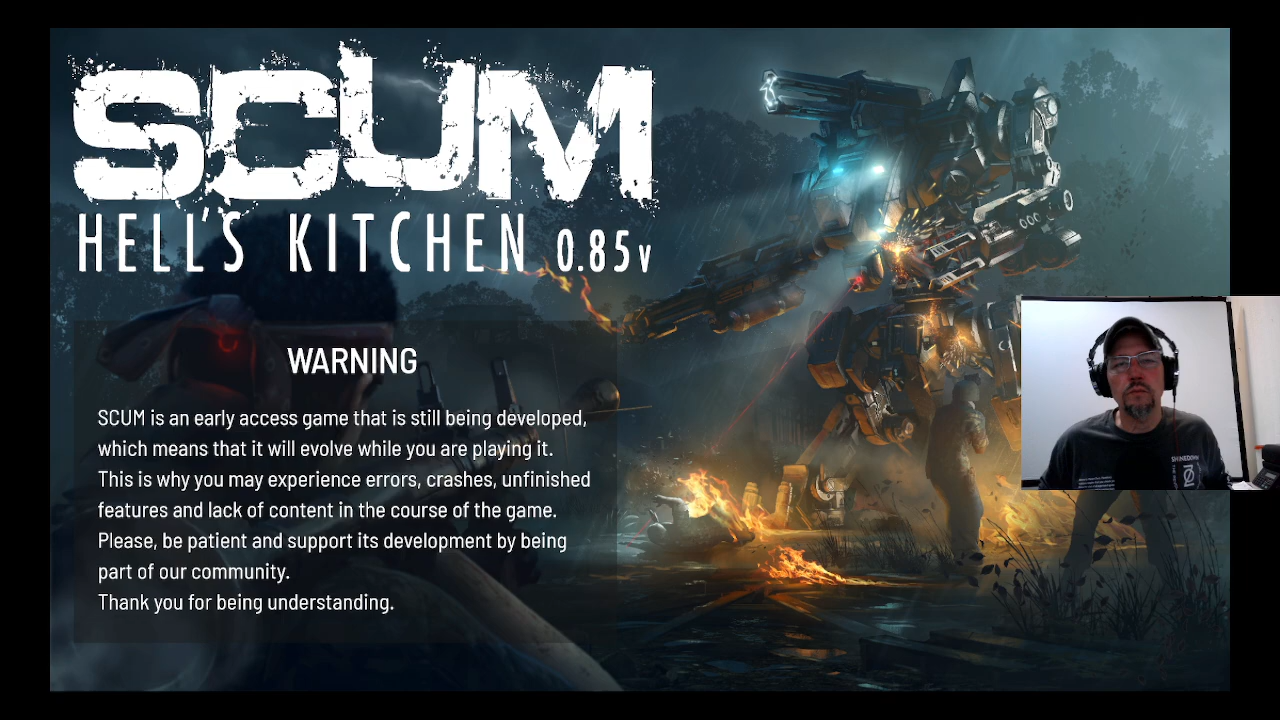 SCUM
HELL'S KITCHEN 0.85v
WARNING
SCUM is an early access game that is still being developed,
which means that it will evolve while you are playing it.
This is why you may experience errors, crashes, unfinished
features and lack of content in the course of the game.
Please, be patient and support its development by being
part of our community.
Thank you for being understanding.
SHINEDOWN